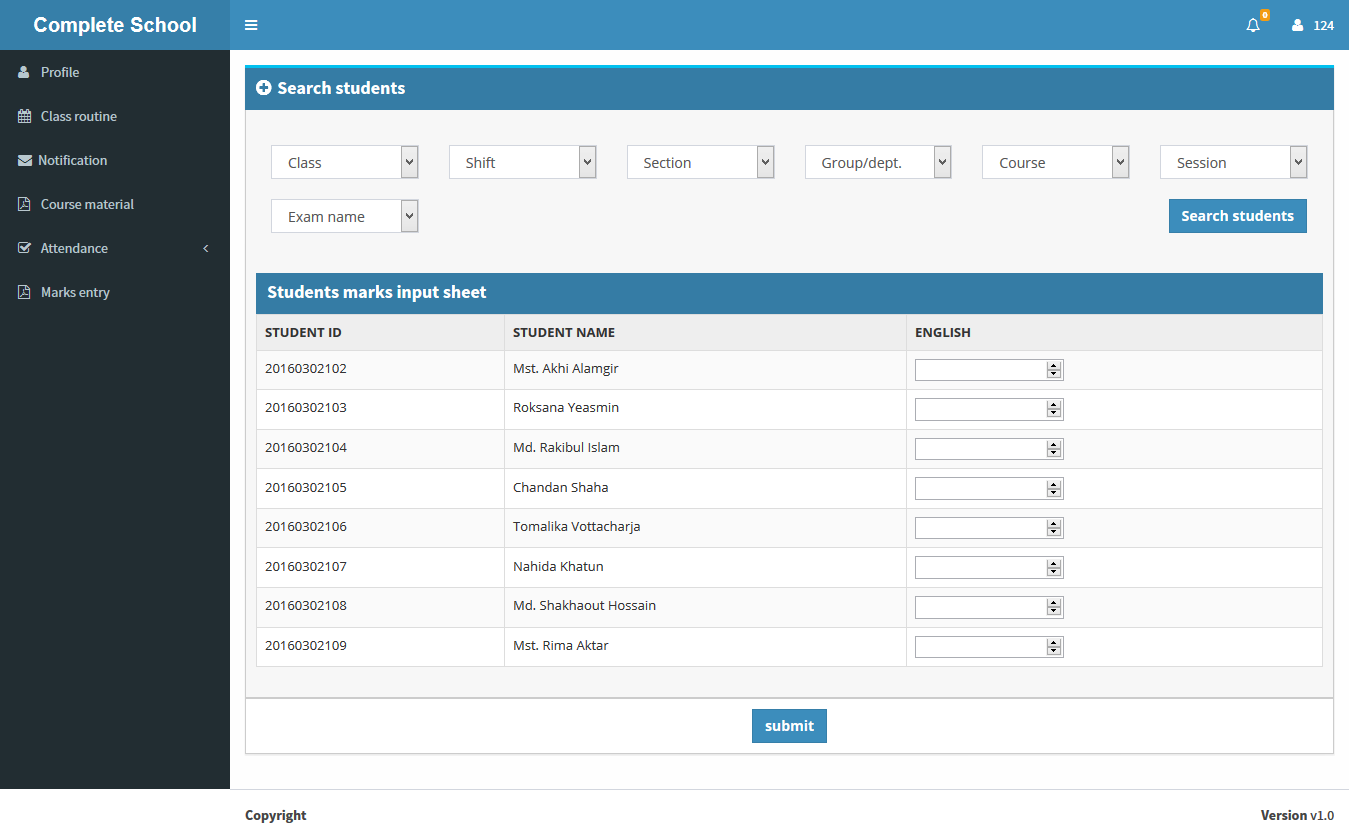 Complete School
0
124
Profile
Class routine
Notification
Course material
Attendance
Marks entry
Search students
Class Shift Section Group/dept. Course Session
Exam name Search students
Students marks input sheet
STUDENT ID STUDENT NAME ENGLISH
20160302102 Mst. Akhi Alamgir
20160302103 Roksana Yeasmin
20160302104 Md. Rakibul Islam
20160302105 Chandan Shaha
20160302106 Tomalika Vottacharja
20160302107 Nahida Khatun
20160302108 Md. Shakhaout Hossain
20160302109 Mst. Rima Aktar
submit
Copyright Version v1.0